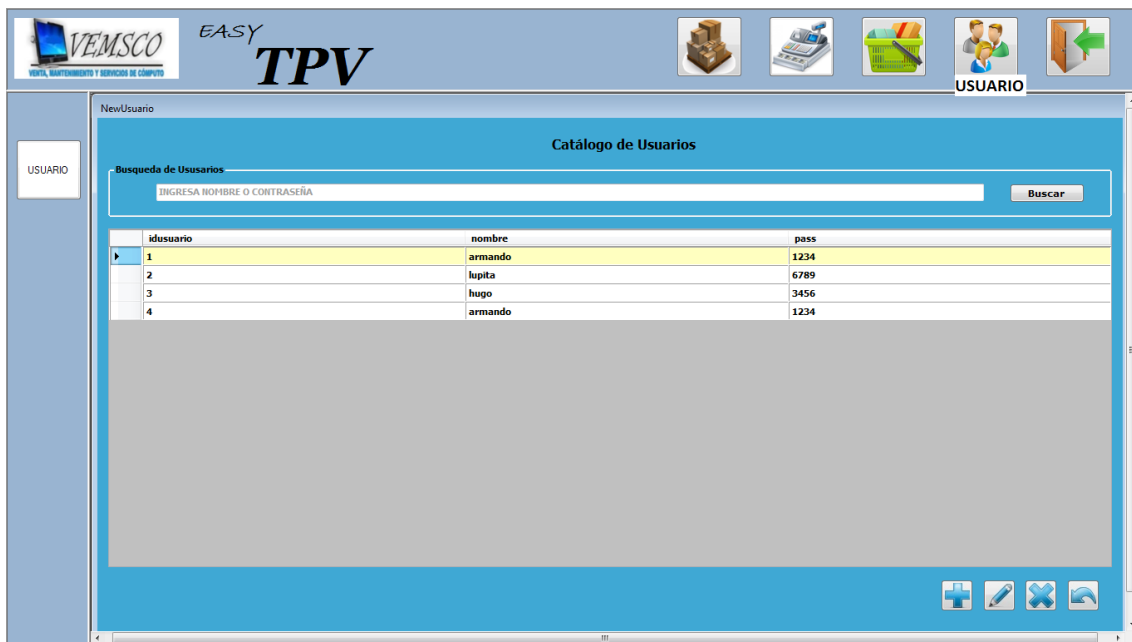 VEMSCO
VENTA, MANTENIMIENTO Y SERVICIOS DE CÓMPUTO
EASY
TPV
USUARIO
NewUsuario
USUARIO
Catálogo de Usuarios
Busqueda de Ususarios
INGRESA NOMBRE O CONTRASEÑA
Buscar
idusuario nombre pass
1 armando 1234
2 lupita 6789
3 hugo 3456
4 armando 1234